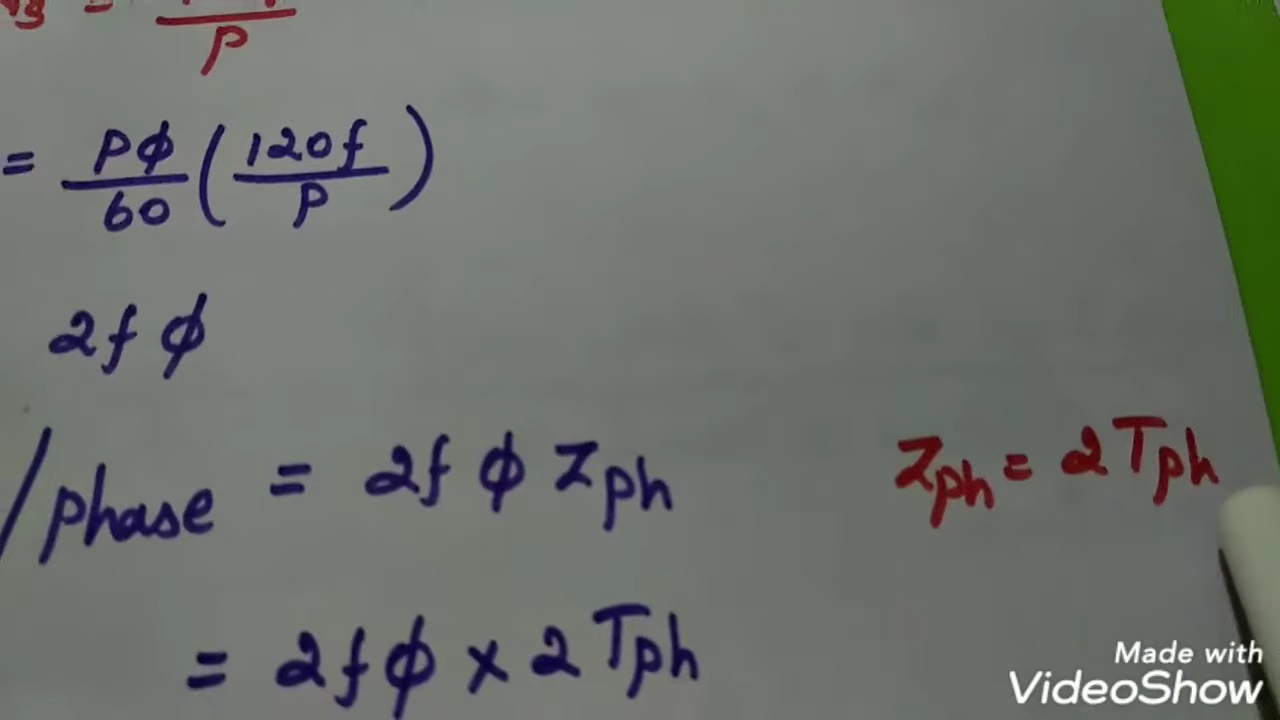 = P
= Pϕ/60 (120f/P)
2fϕ
/phase = 2fϕ Zph
Zph = 2Tph
= 2fϕ × 2Tph
Made with
VideoShow